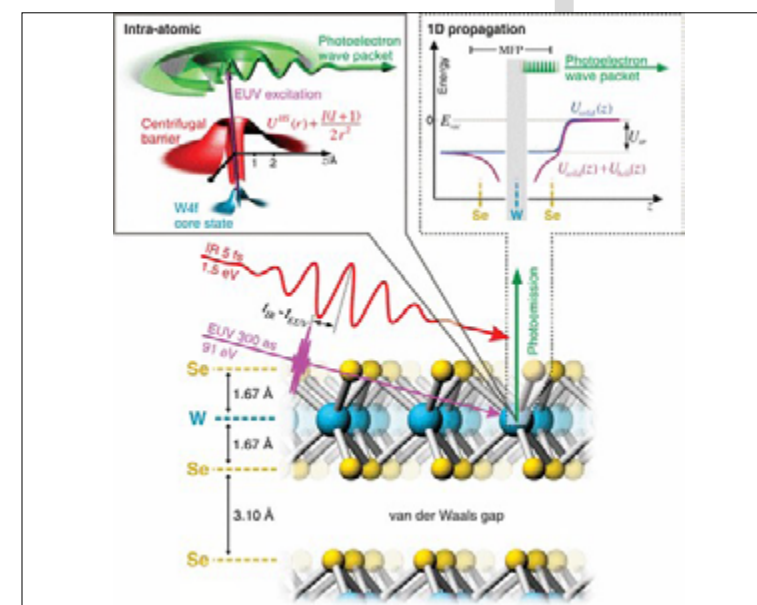 Intra-atomic
Photoelectron
wave packet
EUV excitation
Centrifugal
barrier
l(l+1)
2r²
1 2
W4f
core state
1D propagation
MFP
Photoelectron
wave packet
Energy
0
Se W Se
z
IR 5 fs
1.5 eV
EUV 300 as
91 eV
Photoemission
Se
1.67 Å
W
1.67 Å
Se
3.10 Å
van der Waals gap
Se